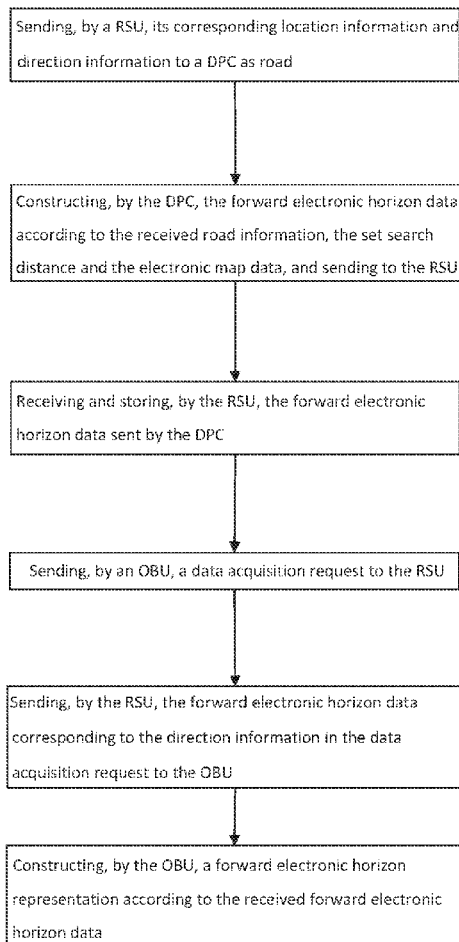 Sending, by a RSU, its corresponding location information and
direction information to a DPC as road
Constructing, by the DPC, the forward electronic horizon data
according to the received road information, the set search
distance and the electronic map data, and sending to the RSU
Receiving and storing, by the RSU, the forward electronic
horizon data sent by the DPC
Sending, by an OBU, a data acquisition request to the RSU
Sending, by the RSU, the forward electronic horizon data
corresponding to the direction information in the data
acquisition request to the OBU
Constructing, by the OBU, a forward electronic horizon
representation according to the received forward electronic
horizon data